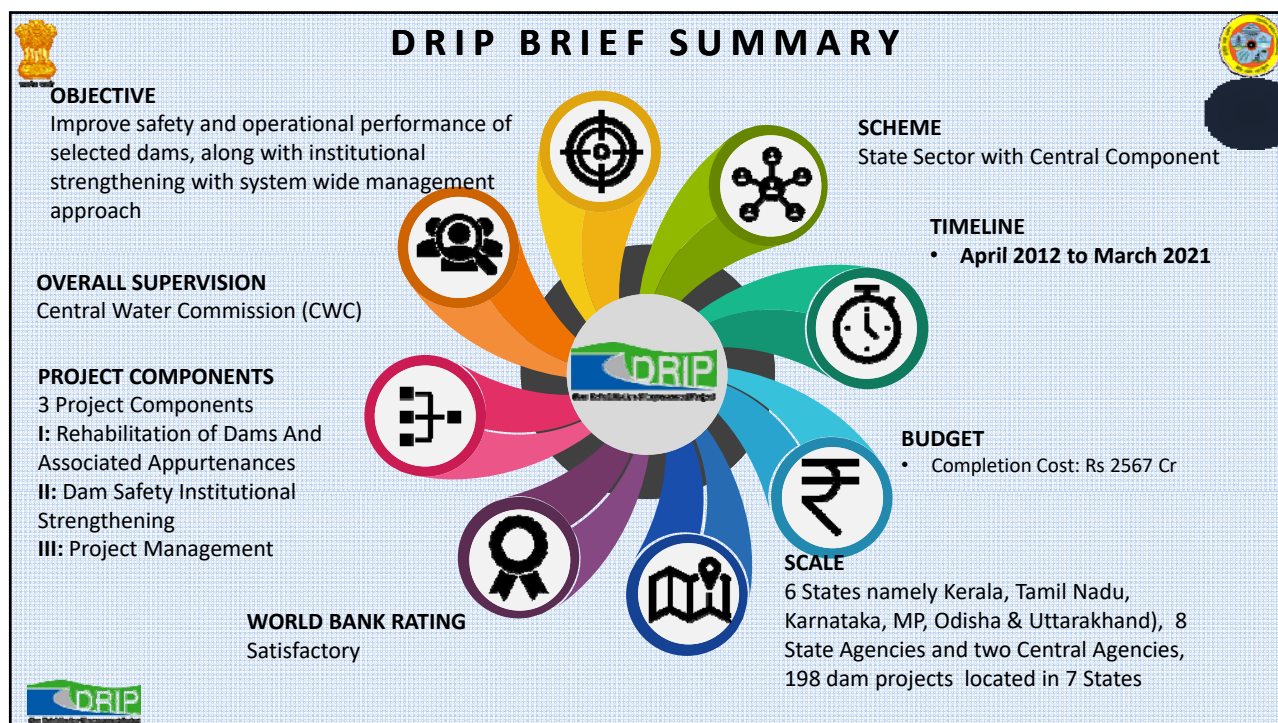 DRIP BRIEF SUMMARY
OBJECTIVE
Improve safety and operational performance of
selected dams, along with institutional
strengthening with system wide management
approach
OVERALL SUPERVISION
Central Water Commission (CWC)
PROJECT COMPONENTS
3 Project Components
I: Rehabilitation of Dams And
Associated Appurtenances
II: Dam Safety Institutional
Strengthening
III: Project Management
WORLD BANK RATING
Satisfactory
SCHEME
State Sector with Central Component
TIMELINE
• April 2012 to March 2021
BUDGET
• Completion Cost: Rs 2567 Cr
SCALE
6 States namely Kerala, Tamil Nadu,
Karnataka, MP, Odisha & Uttarakhand), 8
State Agencies and two Central Agencies,
198 dam projects located in 7 States
DRIP
DRIP